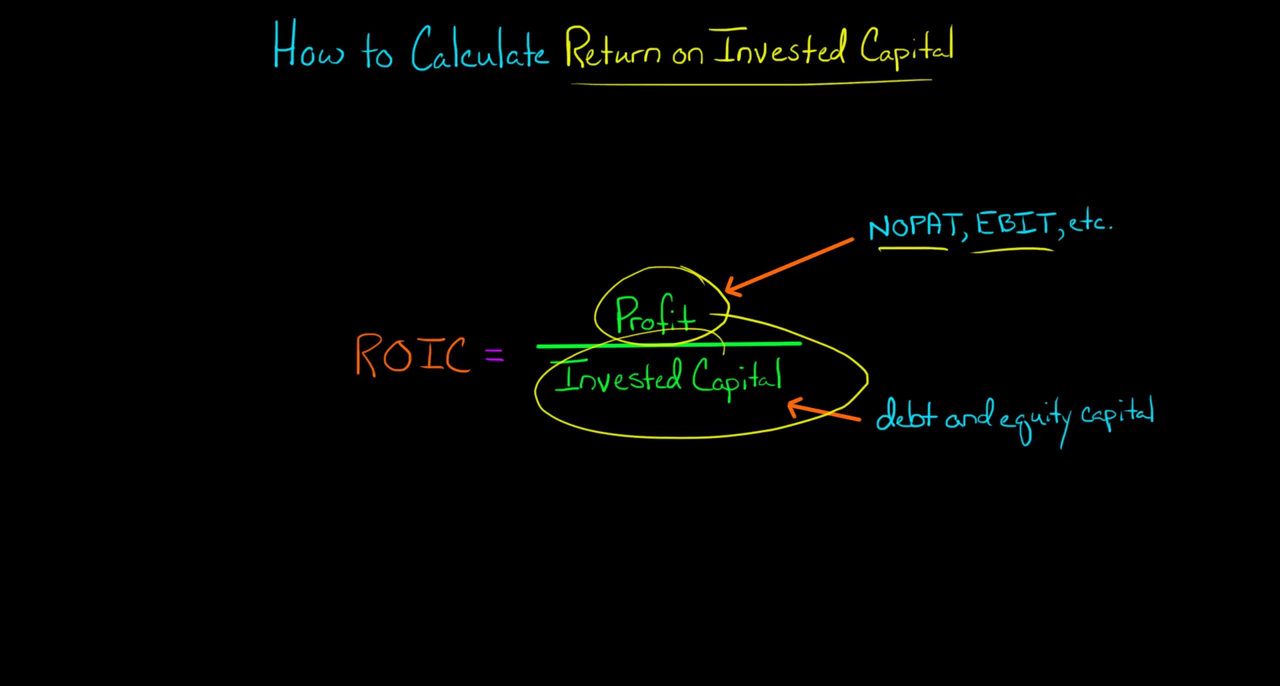 How to Calculate Return on Invested Capital
NOPAT, EBIT, etc.
Profit
ROIC =
Invested Capital
debt and equity capital